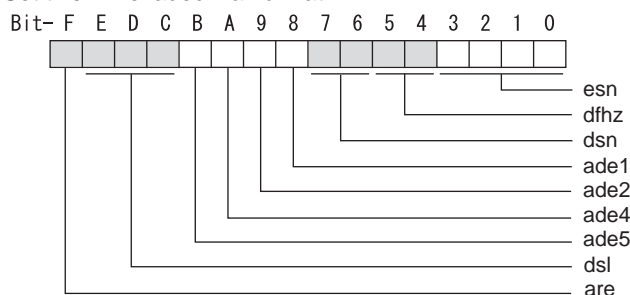 Bit- F E D C B A 9 8 7 6 5 4 3 2 1 0
esn
dfhz
dsn
ade1
ade2
ade4
ade5
dsl
are